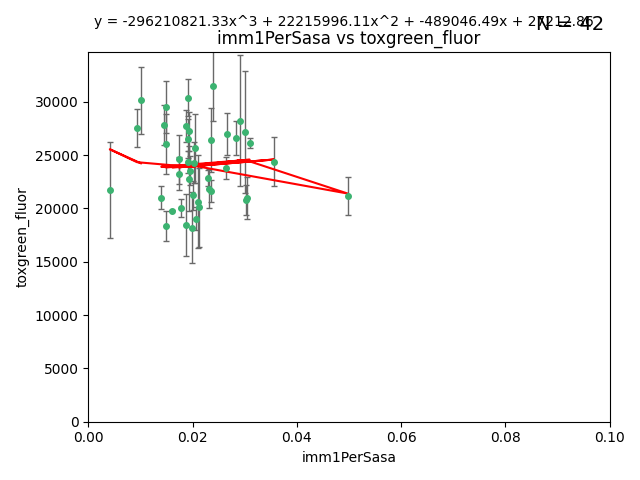 y = -296210821.33x^3 + 22215996.11x^2 + -489046.49x + 27212.86
N = 42
imm1PerSasa vs toxgreen_fluor
30000
25000
20000
15000
10000
5000
0
toxgreen_fluor
0.00 0.02 0.04 0.06 0.08 0.10
imm1PerSasa